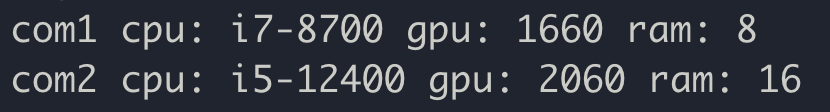 com1 cpu: i7-8700 gpu: 1660 ram: 8
com2 cpu: i5-12400 gpu: 2060 ram: 16